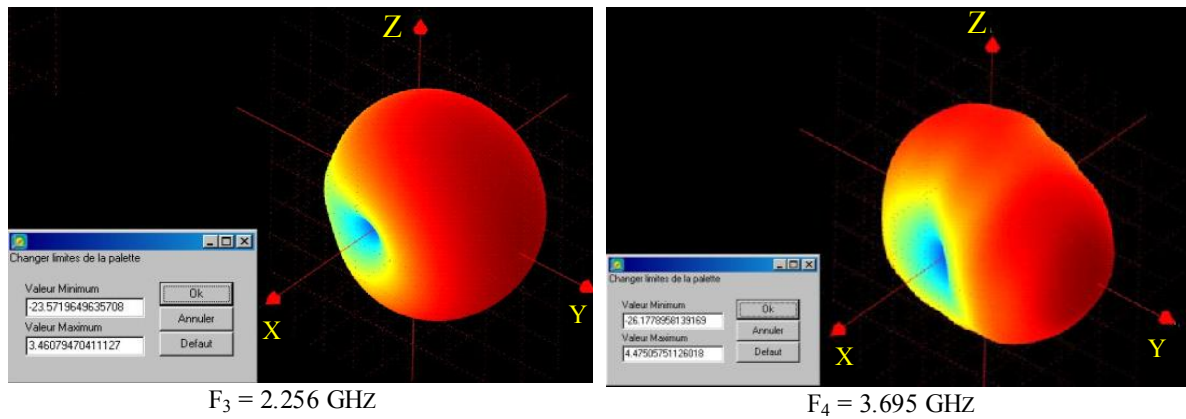 Z
X
Y
Changer limites de la palette
Valeur Minimum
-23.5719649635708
Valeur Maximum
3.46079470411127
Ok
Annuler
Defaut
F3 = 2.256 GHz
Z
X
Y
Changer limites de la palette
Valeur Minimum
-26.1778958139169
Valeur Maximum
4.47505751126018
Ok
Annuler
Defaut
F4 = 3.695 GHz